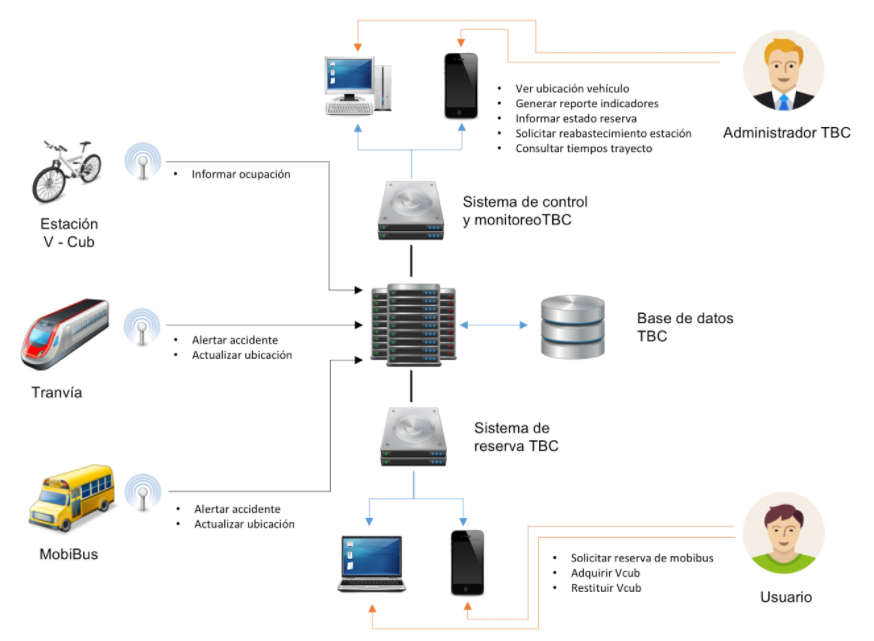 • Ver ubicación vehículo
• Generar reporte indicadores
• Informar estado reserva
• Solicitar reabastecimiento estación
• Consultar tiempos trayecto
Administrador TBC
• Informar ocupación
Estación
V - Cub
Sistema de control
y monitoreoTBC
• Alertar accidente
• Actualizar ubicación
Tranvía
Base de datos
TBC
Sistema de
reserva TBC
• Alertar accidente
• Actualizar ubicación
MobiBus
• Solicitar reserva de mobibus
• Adquirir Vcub
• Restituir Vcub
Usuario